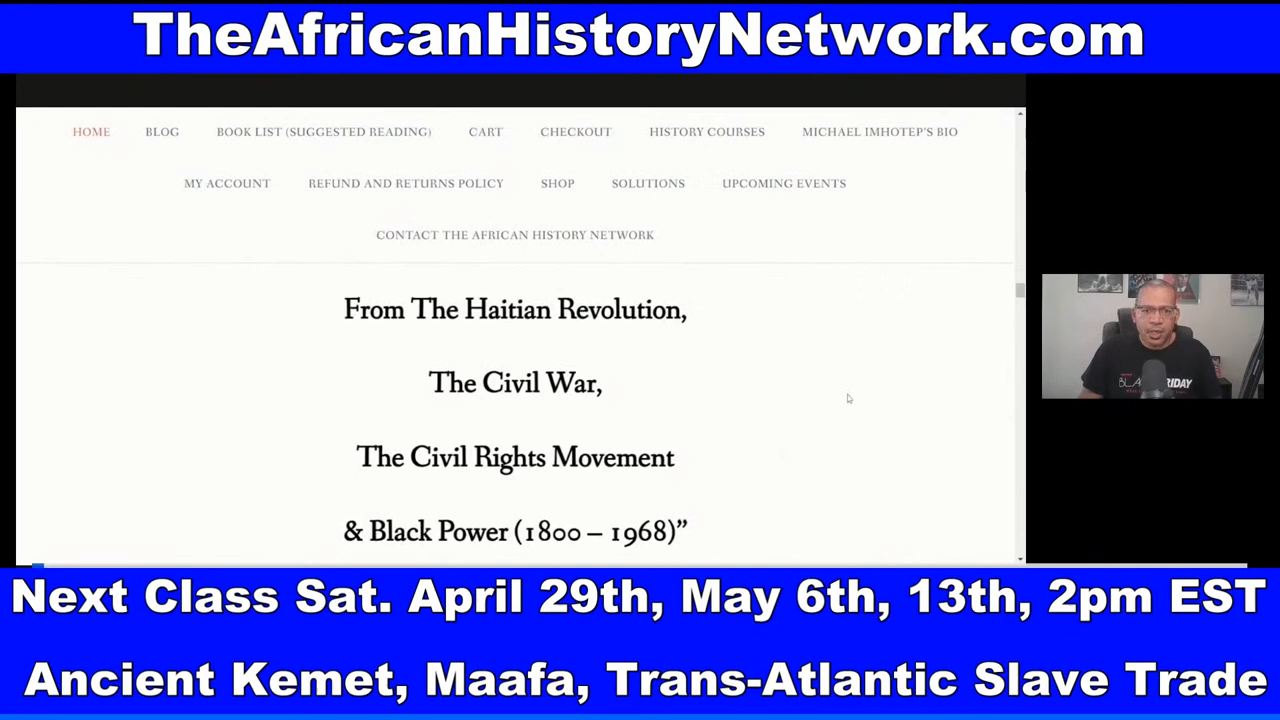 TheAfricanHistoryNetwork.com
HOME BLOG BOOK LIST (SUGGESTED READING) CART CHECKOUT HISTORY COURSES MICHAEL IMHOTEP'S BIO
MY ACCOUNT REFUND AND RETURNS POLICY SHOP SOLUTIONS UPCOMING EVENTS
CONTACT THE AFRICAN HISTORY NETWORK
From The Haitian Revolution,
The Civil War,
The Civil Rights Movement
& Black Power (1800 – 1968)”
Next Class Sat. April 29th, May 6th, 13th, 2pm EST
Ancient Kemet, Maafa, Trans-Atlantic Slave Trade